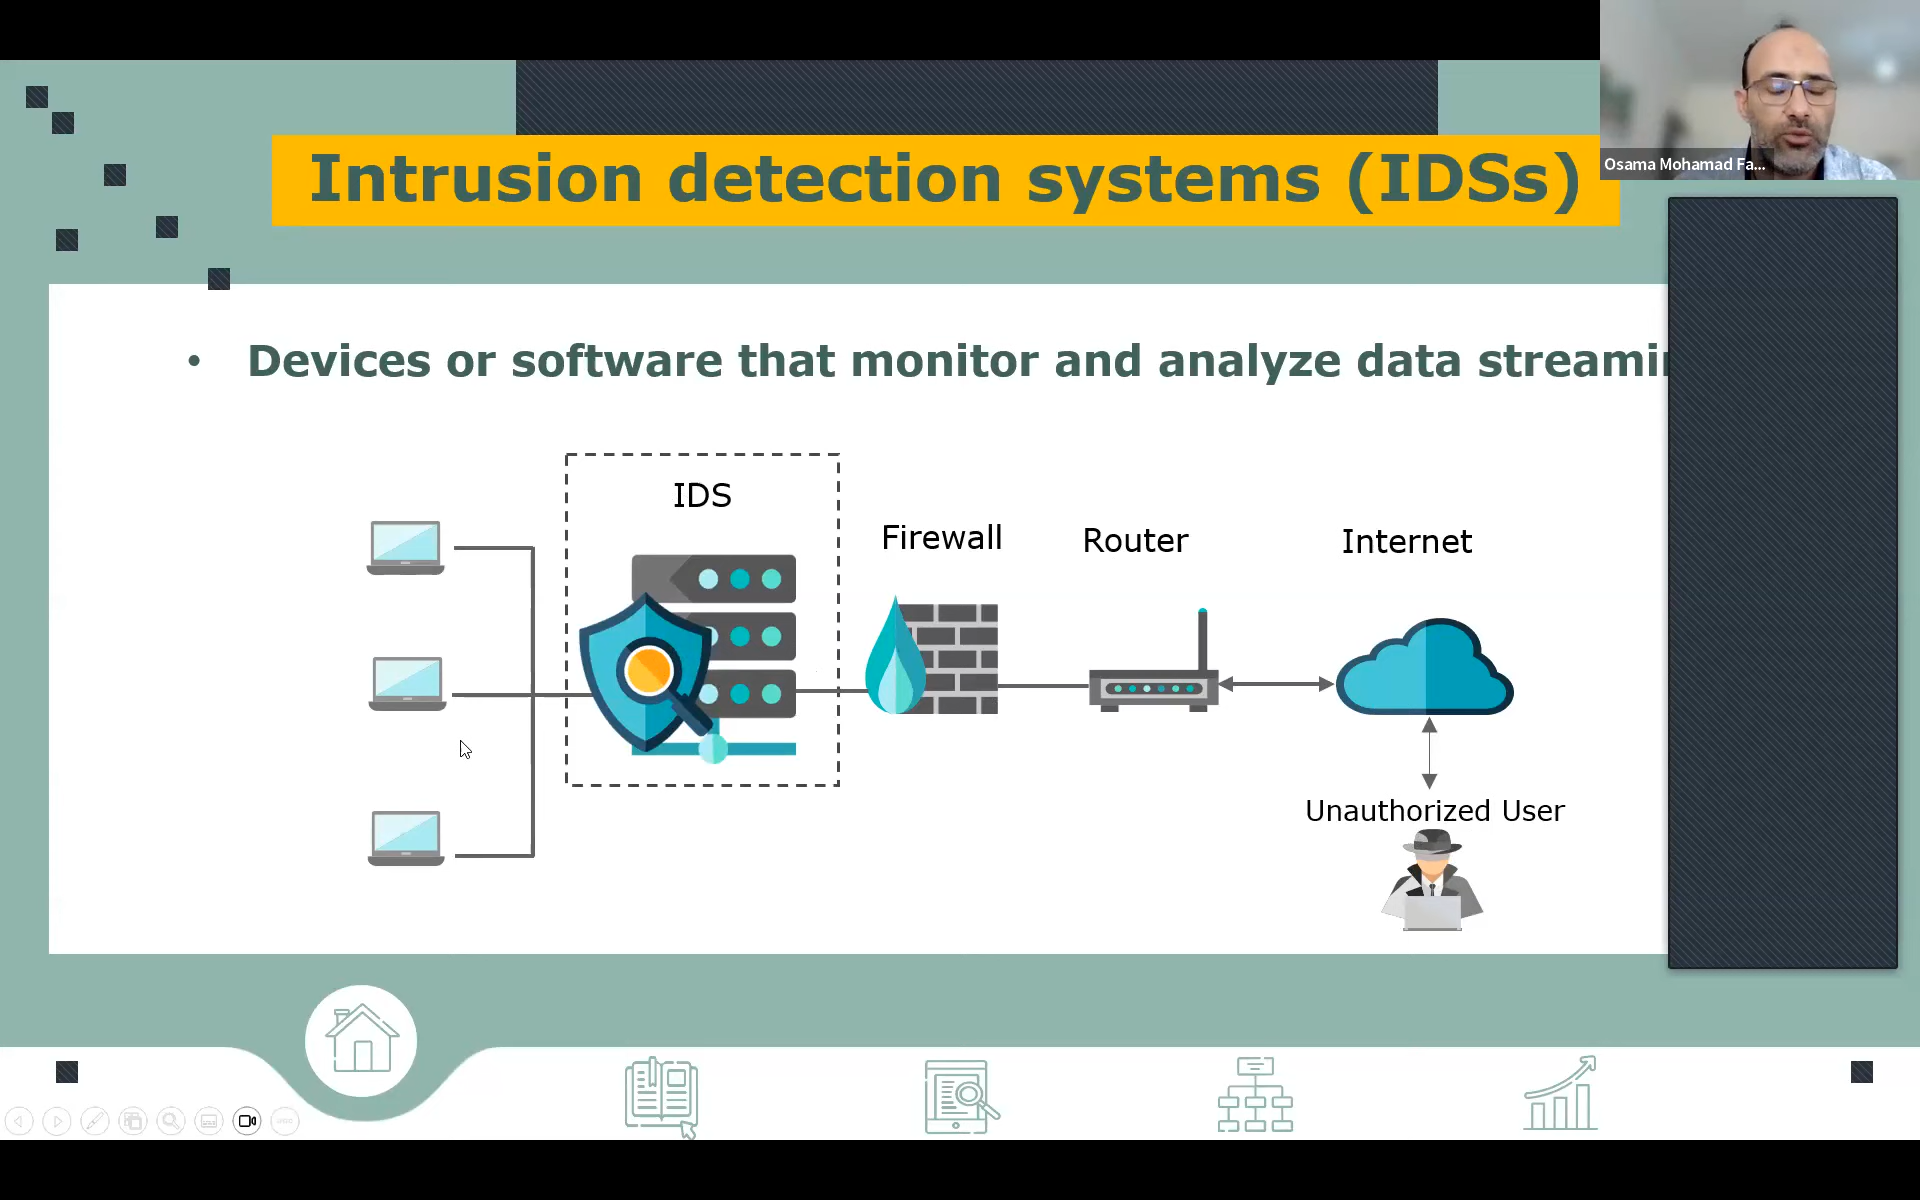 Intrusion detection systems (IDSs)
Osama Mohamad Fa...
• Devices or software that monitor and analyze data streami
IDS
Firewall
Router
Internet
Unauthorized User